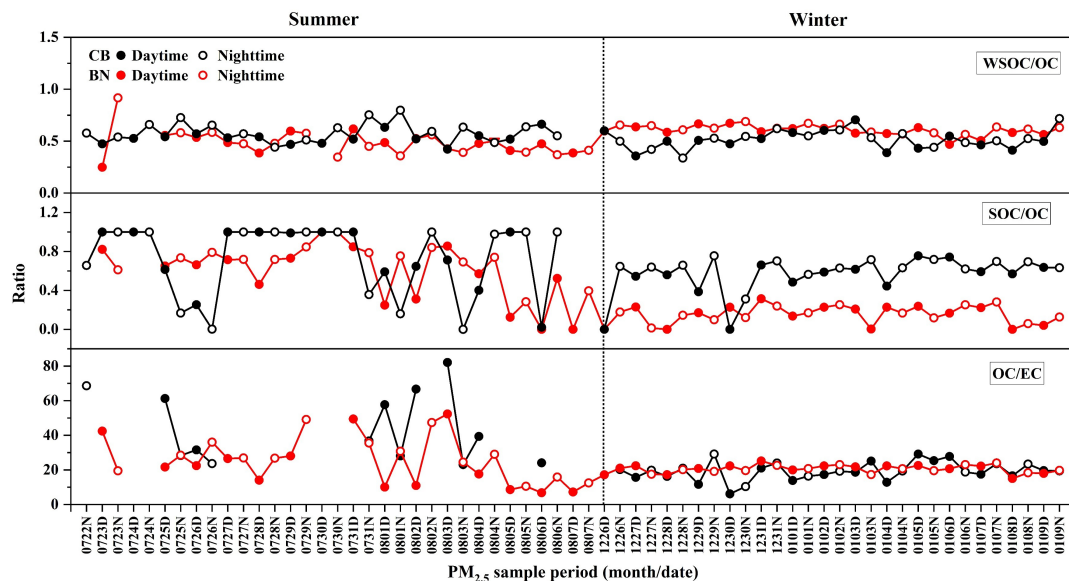 Summer Winter
1.5
CB Daytime Nighttime
BN Daytime Nighttime
WSOC/OC
1.0
0.5
0.0
1.2
SOC/OC
0.8
0.4
0.0
Ratio
80
OC/EC
60
40
20
0
0722N 0723D 0723N 0724D 0724N 0725D 0725N 0726D 0726N 0727D 0727N 0728D 0728N 0729D 0729N 0730D 0730N 0731D 0731N 0801D 0801N 0802D 0802N 0803D 0803N 0804D 0804N 0805D 0805N 0806D 0806N 0807D 0807N 1226D 1226N 1227D 1227N 1228D 1228N 1229D 1229N 1230D 1230N 1231D 1231N 0101D 0101N 0102D 0102N 0103D 0103N 0104D 0104N 0105D 0105N 0106D 0106N 0107D 0107N 0108D 0108N 0109D 0109N
PM2.5 sample period (month/date)